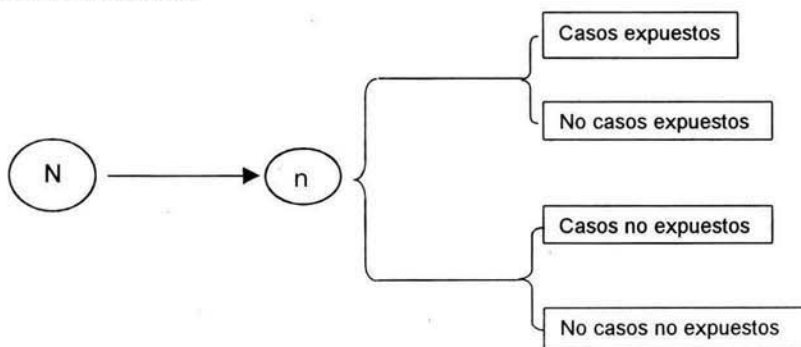 Casos expuestos
No casos expuestos
N
n
Casos no expuestos
No casos no expuestos